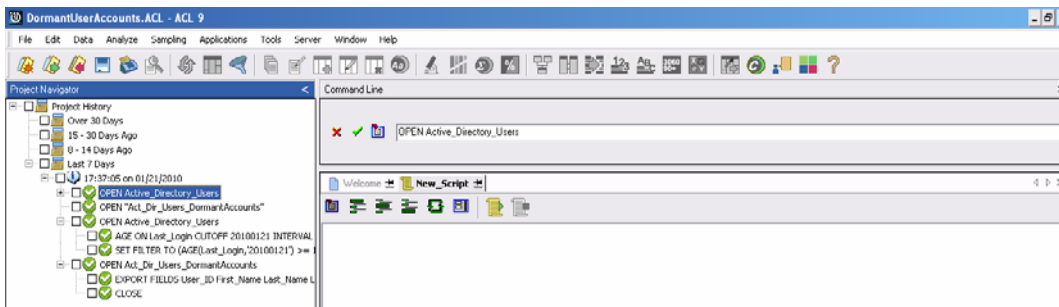 DormantUserAccounts.ACL - ACL 9
File Edit Data Analyze Sampling Applications Tools Server Window Help
Project Navigator
Command Line
Project History
Over 30 Days
15 - 30 Days Ago
8 - 14 Days Ago
Last 7 Days
17:37:05 on 01/21/2010
OPEN Active_Directory_Users
OPEN "Act_Dir_Users_DormantAccounts"
OPEN Active_Directory_Users
AGE ON Last_Login CUTOFF 20100121 INTERVAL
SET FILTER TO (AGE(Last_Login,'20100121') >=
OPEN Act_Dir_Users_DormantAccounts
EXPORT FIELDS User_ID First_Name Last_Name L
CLOSE
OPEN Active_Directory_Users
Welcome New_Script